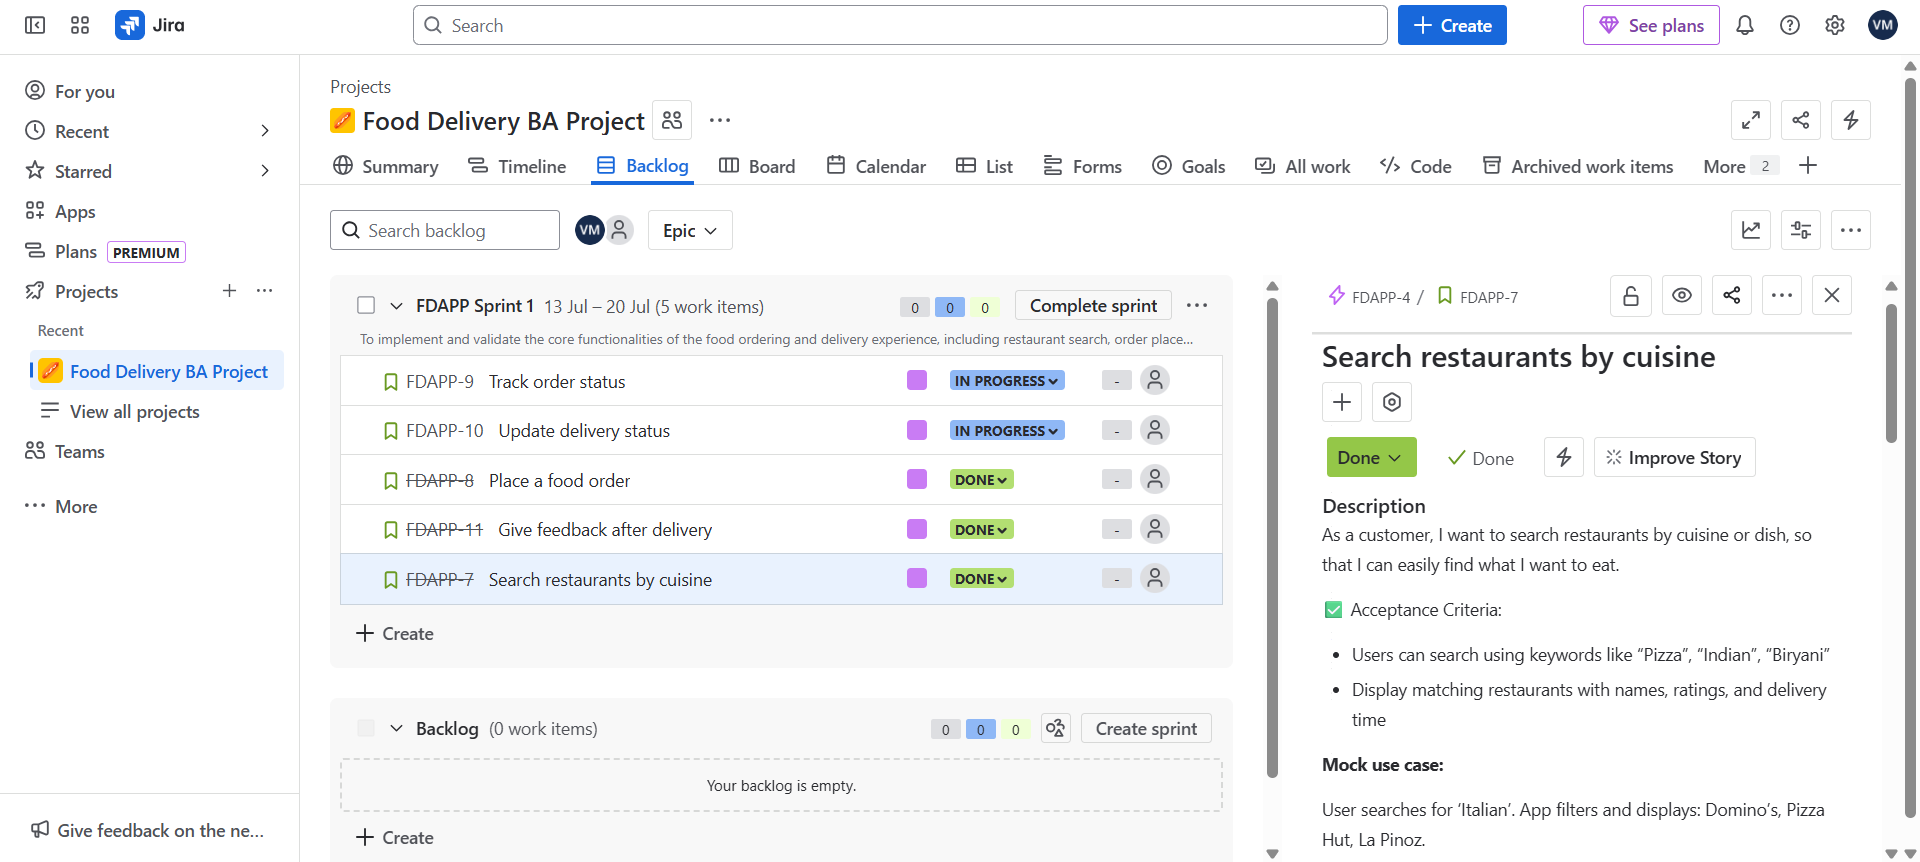 Jira
Search
Create
See plans
VM
For you
Recent
Starred
Apps
Plans PREMIUM
Projects
Recent
Food Delivery BA Project
View all projects
Teams
More
Give feedback on the ne...
Projects
Food Delivery BA Project
Summary Timeline Backlog Board Calendar List Forms Goals All work Code Archived work items More 2
Search backlog
VM
Epic
FDAPP Sprint 1 13 Jul – 20 Jul (5 work items) 0 0 0 Complete sprint
To implement and validate the core functionalities of the food ordering and delivery experience, including restaurant search, order place...
FDAPP-9 Track order status IN PROGRESS -
FDAPP-10 Update delivery status IN PROGRESS -
FDAPP-8 Place a food order DONE -
FDAPP-11 Give feedback after delivery DONE -
FDAPP-7 Search restaurants by cuisine DONE -
Create
Backlog (0 work items) 0 0 0 Create sprint
Your backlog is empty.
Create
FDAPP-4 / FDAPP-7
Search restaurants by cuisine
Done Done Improve Story
Description
As a customer, I want to search restaurants by cuisine or dish, so
that I can easily find what I want to eat.
✅ Acceptance Criteria:
• Users can search using keywords like “Pizza”, “Indian”, “Biryani”
• Display matching restaurants with names, ratings, and delivery
time
Mock use case:
User searches for ‘Italian’. App filters and displays: Domino’s, Pizza
Hut, La Pinoz.